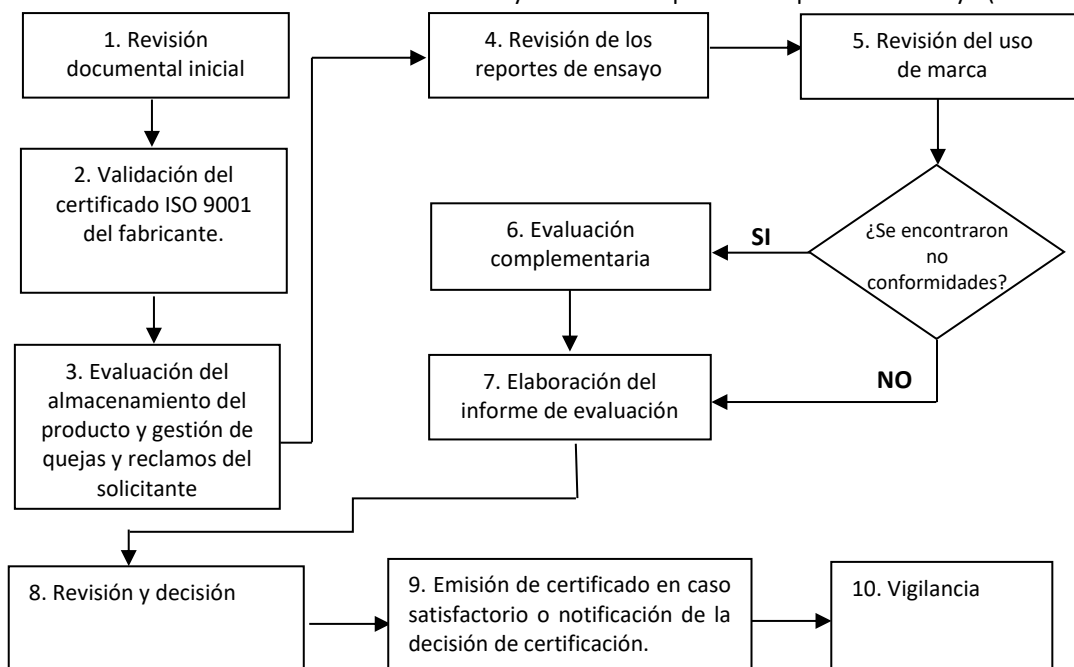 1. Revisión
documental inicial
2. Validación del
certificado ISO 9001
del fabricante.
3. Evaluación del
almacenamiento del
producto y gestión de
quejas y reclamos del
solicitante
4. Revisión de los
reportes de ensayo
5. Revisión del uso
de marca
¿Se encontraron
no
conformidades?
SI
6. Evaluación
complementaria
NO
7. Elaboración del
informe de evaluación
8. Revisión y decisión
9. Emisión de certificado en caso
satisfactorio o notificación de la
decisión de certificación.
10. Vigilancia